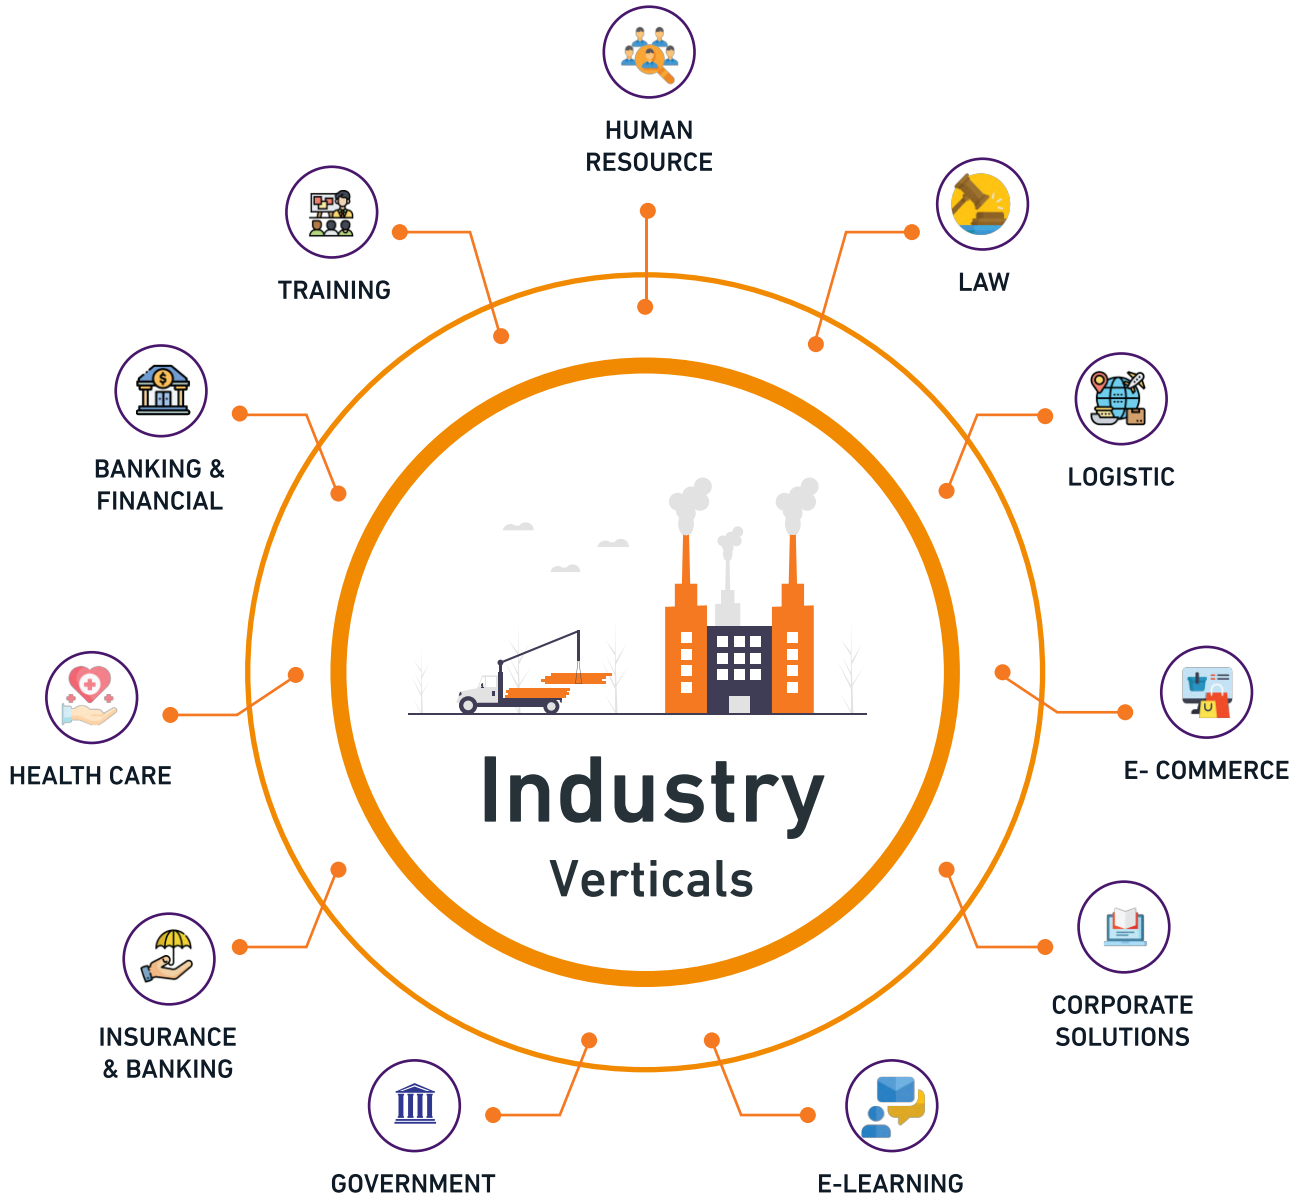 HUMAN
RESOURCE
LAW
TRAINING
LOGISTIC
BANKING &
FINANCIAL
E- COMMERCE
HEALTH CARE
Industry
Verticals
CORPORATE
SOLUTIONS
INSURANCE
& BANKING
GOVERNMENT
E-LEARNING